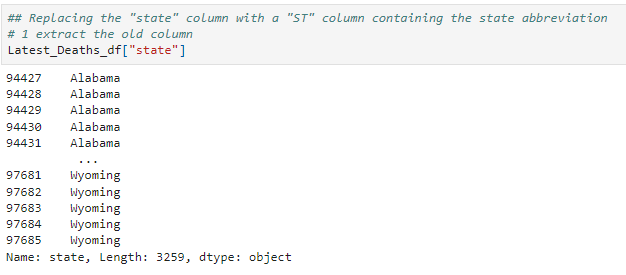 ## Replacing the "state" column with a "ST" column containing the state abbreviation
# 1 extract the old column
Latest_Deaths_df["state"]
94427 Alabama
94428 Alabama
94429 Alabama
94430 Alabama
94431 Alabama
...
97681 Wyoming
97682 Wyoming
97683 Wyoming
97684 Wyoming
97685 Wyoming
Name: state, Length: 3259, dtype: object